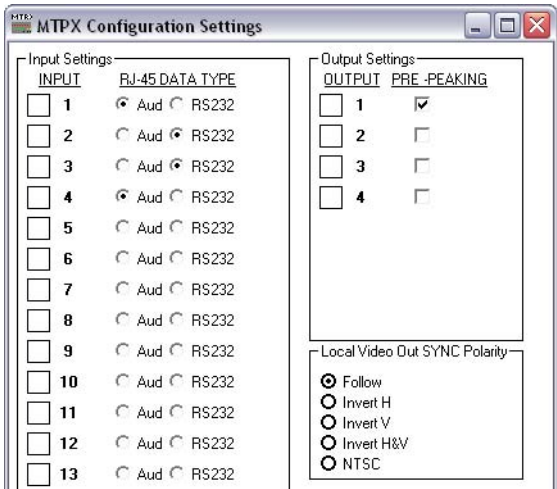 MTPX Configuration Settings
Input Settings
INPUT RJ-45 DATA TYPE
1 Aud RS232
2 Aud RS232
3 Aud RS232
4 Aud RS232
5 Aud RS232
6 Aud RS232
7 Aud RS232
8 Aud RS232
9 Aud RS232
10 Aud RS232
11 Aud RS232
12 Aud RS232
13 Aud RS232
Output Settings
OUTPUT PRE -PEAKING
1
2
3
4
Local Video Out SYNC Polarity
Follow
Invert H
Invert V
Invert H&V
NTSC